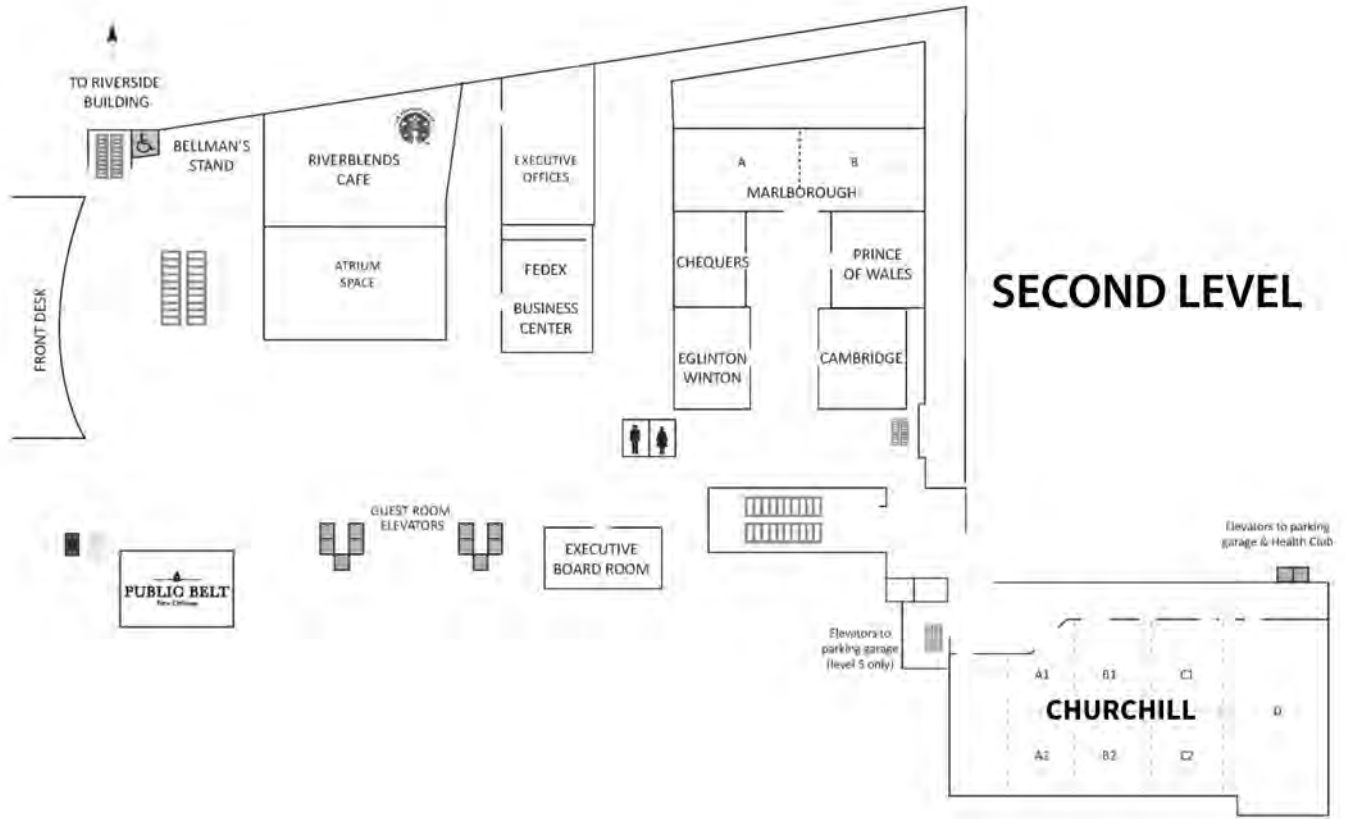 TO RIVERSIDE
BUILDING
BELLMAN'S
STAND
RIVERBLENDS
CAFE
EXECUTIVE
OFFICES
A
B
MARLBOROUGH
FRONT DESK
ATRIUM
SPACE
FEDEX
BUSINESS
CENTER
CHEQUERS
PRINCE
OF WALES
SECOND LEVEL
EGLINTON
WINTON
CAMBRIDGE
GUEST ROOM
ELEVATORS
EXECUTIVE
BOARD ROOM
PUBLIC BELT
New Orleans
Elevators to parking
garage & Health Club
Elevators to
parking garage
(level 5 only)
A1
B1
C1
CHURCHILL
D
A2
B2
C2